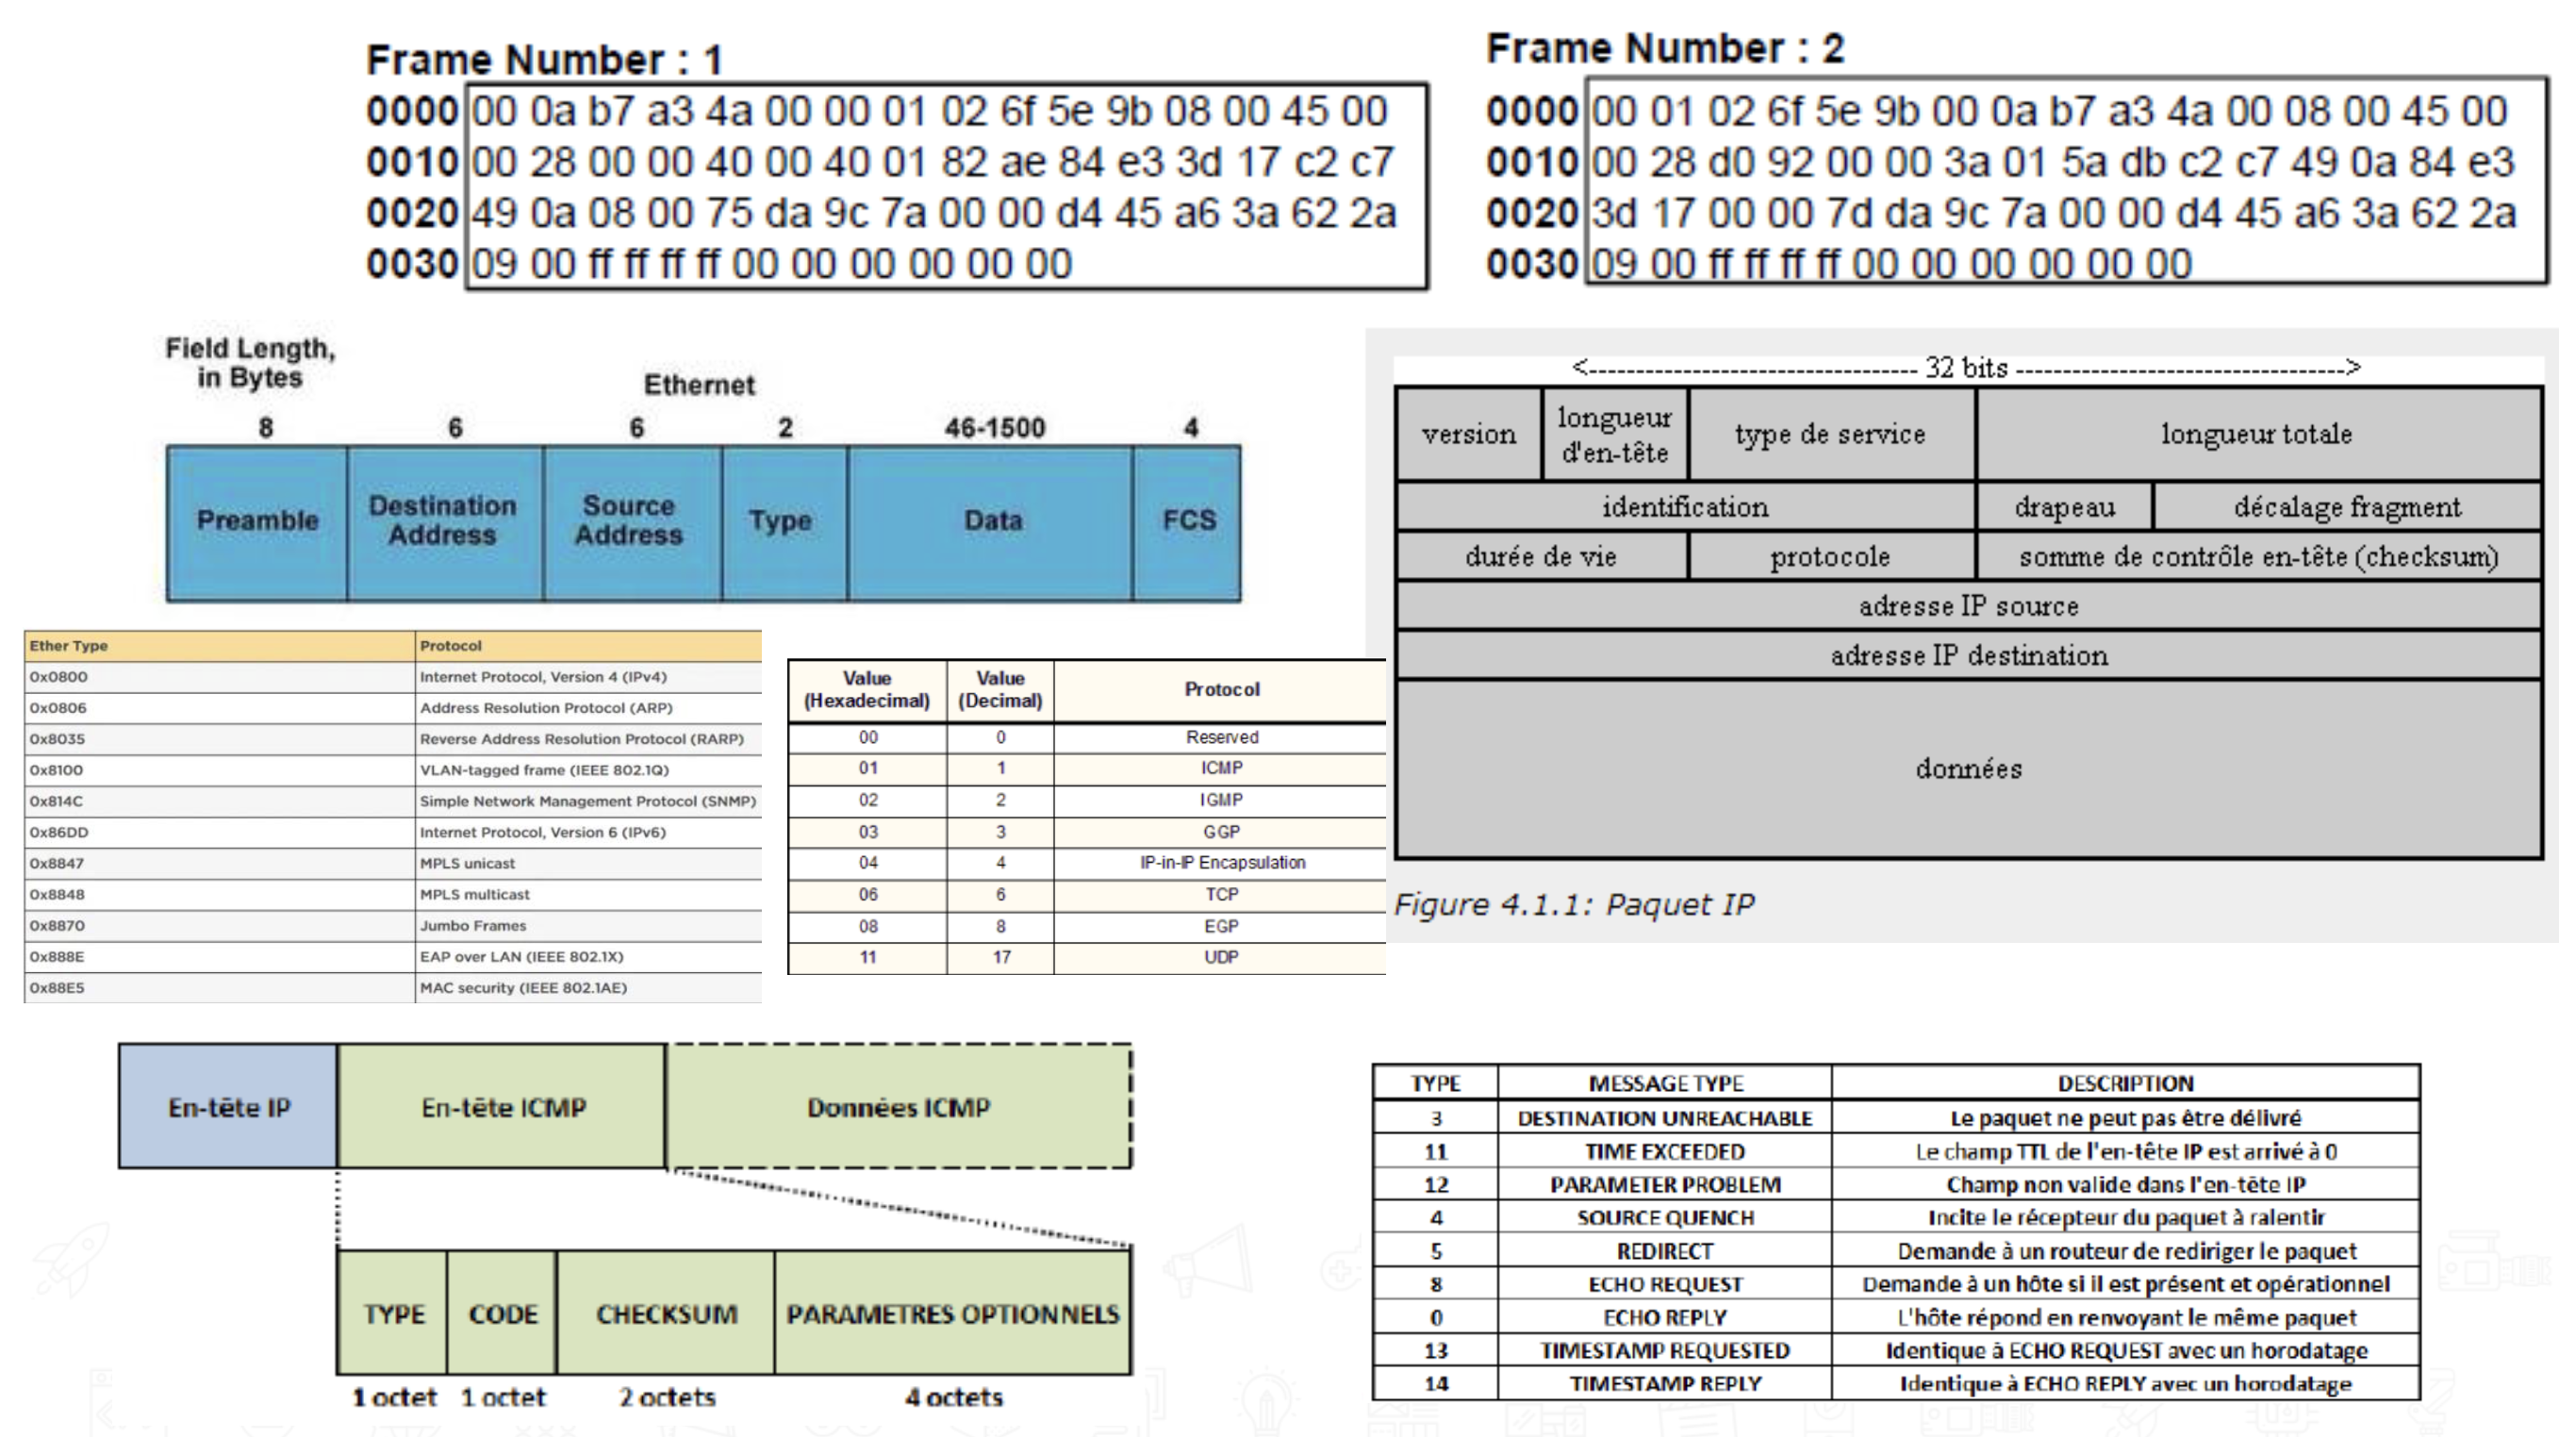 Frame Number : 1
0000 00 0a b7 a3 4a 00 00 01 02 6f 5e 9b 08 00 45 00
0010 00 28 00 00 40 00 40 01 82 ae 84 e3 3d 17 c2 c7
0020 49 0a 08 00 75 da 9c 7a 00 00 d4 45 a6 3a 62 2a
0030 09 00 ff ff ff ff 00 00 00 00 00 00
Frame Number : 2
0000 00 01 02 6f 5e 9b 00 0a b7 a3 4a 00 08 00 45 00
0010 00 28 d0 92 00 00 3a 01 5a db c2 c7 49 0a 84 e3
0020 3d 17 00 00 7d da 9c 7a 00 00 d4 45 a6 3a 62 2a
0030 09 00 ff ff ff ff 00 00 00 00 00 00
Field Length,
in Bytes
Ethernet
8 6 6 2 46-1500 4
Preamble Destination Address Source Address Type Data FCS
<---------------------------------- 32 bits ---------------------------------->
version longueur d'en-tête type de service longueur totale
identification drapeau décalage fragment
durée de vie protocole somme de contrôle en-tête (checksum)
adresse IP source
adresse IP destination
données
Figure 4.1.1: Paquet IP
Ether Type Protocol
0x0800 Internet Protocol, Version 4 (IPv4)
0x0806 Address Resolution Protocol (ARP)
0x8035 Reverse Address Resolution Protocol (RARP)
0x8100 VLAN-tagged frame (IEEE 802.1Q)
0x814C Simple Network Management Protocol (SNMP)
0x86DD Internet Protocol, Version 6 (IPv6)
0x8847 MPLS unicast
0x8848 MPLS multicast
0x8870 Jumbo Frames
0x888E EAP over LAN (IEEE 802.1X)
0x88E5 MAC security (IEEE 802.1AE)
Value (Hexadecimal) Value (Decimal) Protocol
00 0 Reserved
01 1 ICMP
02 2 IGMP
03 3 GGP
04 4 IP-in-IP Encapsulation
06 6 TCP
08 8 EGP
11 17 UDP
En-tête IP En-tête ICMP Données ICMP
TYPE CODE CHECKSUM PARAMETRES OPTIONNELS
1 octet 1 octet 2 octets 4 octets
TYPE MESSAGE TYPE DESCRIPTION
3 DESTINATION UNREACHABLE Le paquet ne peut pas être délivré
11 TIME EXCEEDED Le champ TTL de l'en-tête IP est arrivé à 0
12 PARAMETER PROBLEM Champ non valide dans l'en-tête IP
4 SOURCE QUENCH Incite le récepteur du paquet à ralentir
5 REDIRECT Demande à un routeur de rediriger le paquet
8 ECHO REQUEST Demande à un hôte si il est présent et opérationnel
0 ECHO REPLY L'hôte répond en renvoyant le même paquet
13 TIMESTAMP REQUESTED Identique à ECHO REQUEST avec un horodatage
14 TIMESTAMP REPLY Identique à ECHO REPLY avec un horodatage